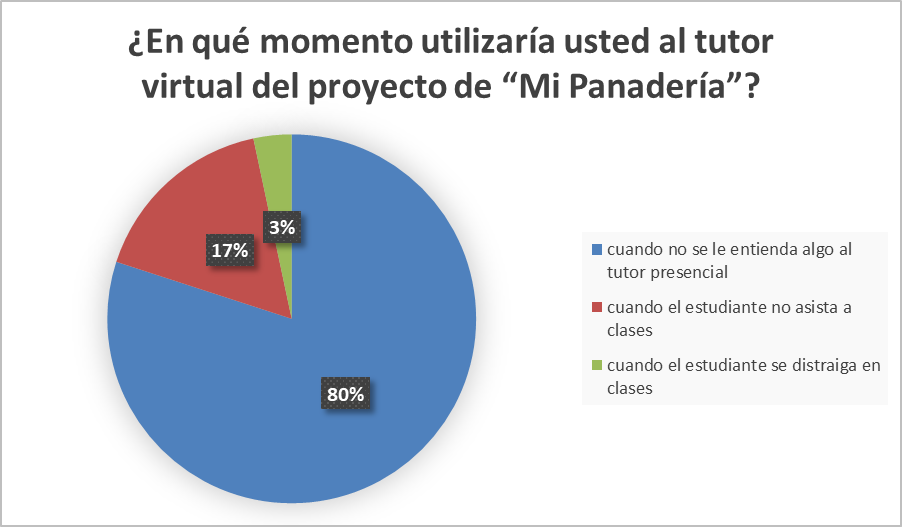 ¿En qué momento utilizaría usted al tutor
virtual del proyecto de “Mi Panadería”?
3%
17%
80%
cuando no se le entienda algo al
tutor presencial
cuando el estudiante no asista a
clases
cuando el estudiante se distraiga en
clases